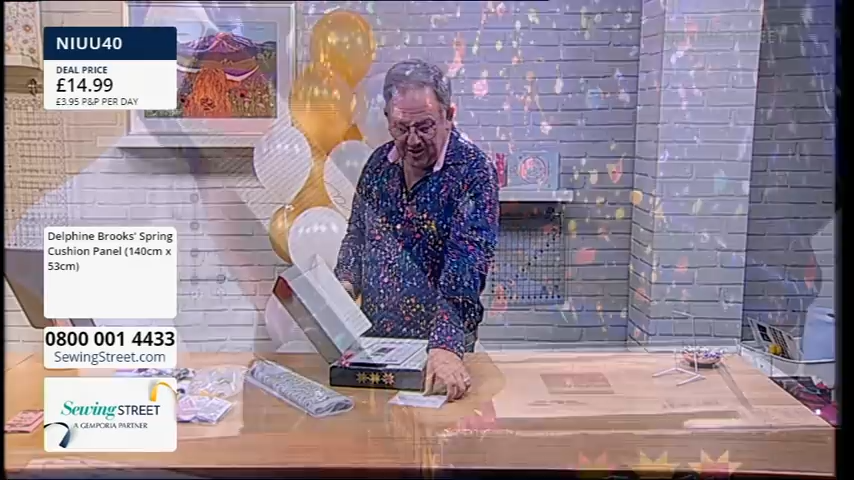 NIUU40
DEAL PRICE
£14.99
£3.95 P&P PER DAY
Delphine Brooks' Spring
Cushion Panel (140cm x
53cm)
0800 001 4433
SewingStreet.com
Sewing STREET
A GEMPORIA PARTNER